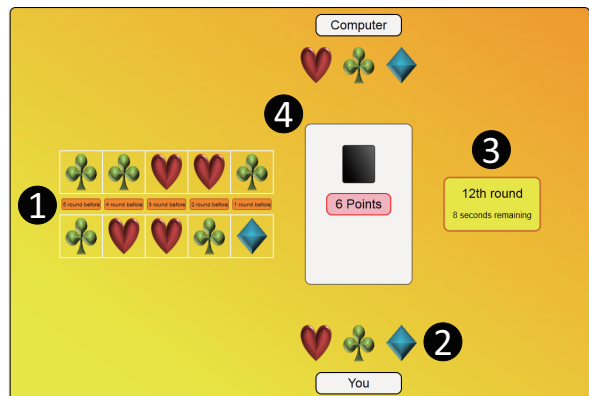 Computer
4
3
1
5 round before
4 round before
3 round before
2 round before
1 round before
6 Points
12th round
8 seconds remaining
2
You